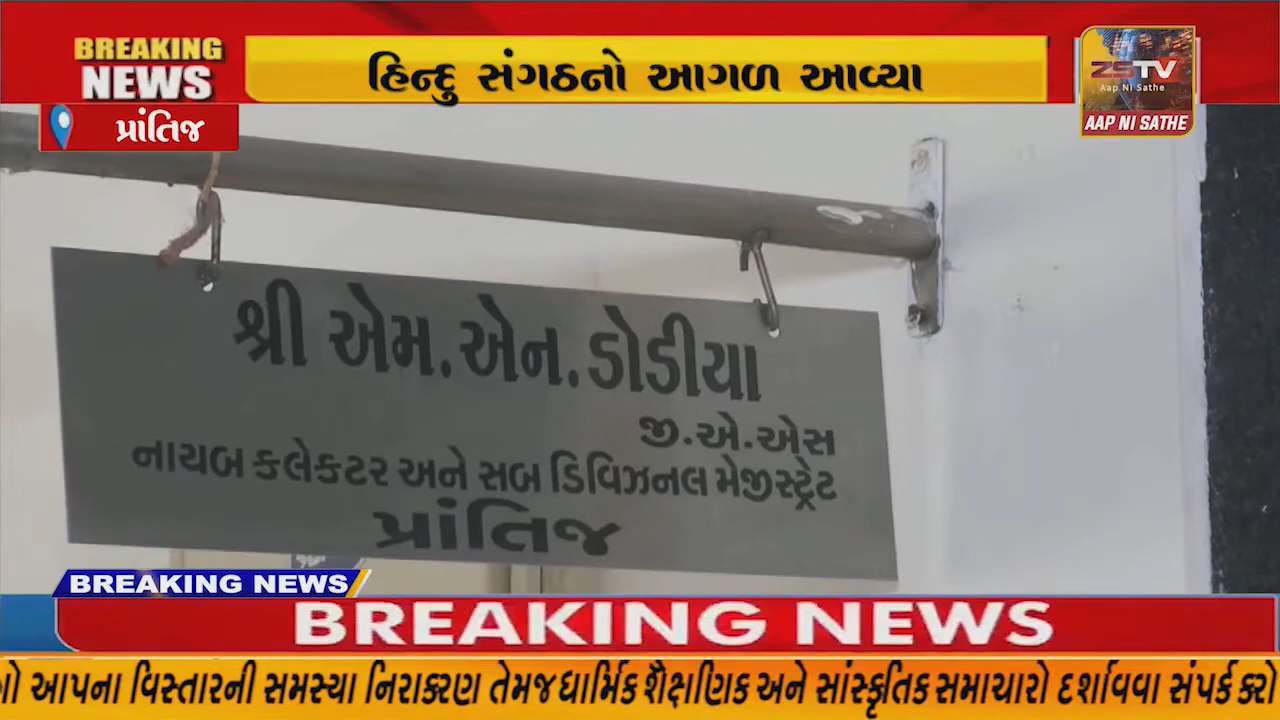 BREAKING
NEWS
હિન્દુ સંગઠનો આગળ આવ્યા
ZSTV
Aap Ni Sathe
AAP NI SATHE
પ્રાંતિજ
શ્રી એમ.એન.ડોડીયા
જી.એ.એસ
નાયબ કલેકટર અને સબ ડિવિઝનલ મેજીસ્ટ્રેટ
પ્રાંતિજ
BREAKING NEWS
BREAKING NEWS
આપના વિસ્તારની સમસ્યા નિરાકરણ તેમજ ધાર્મિક શૈક્ષણિક અને સાંસ્કૃતિક સમાચારો દર્શાવવા સંપર્ક કરો